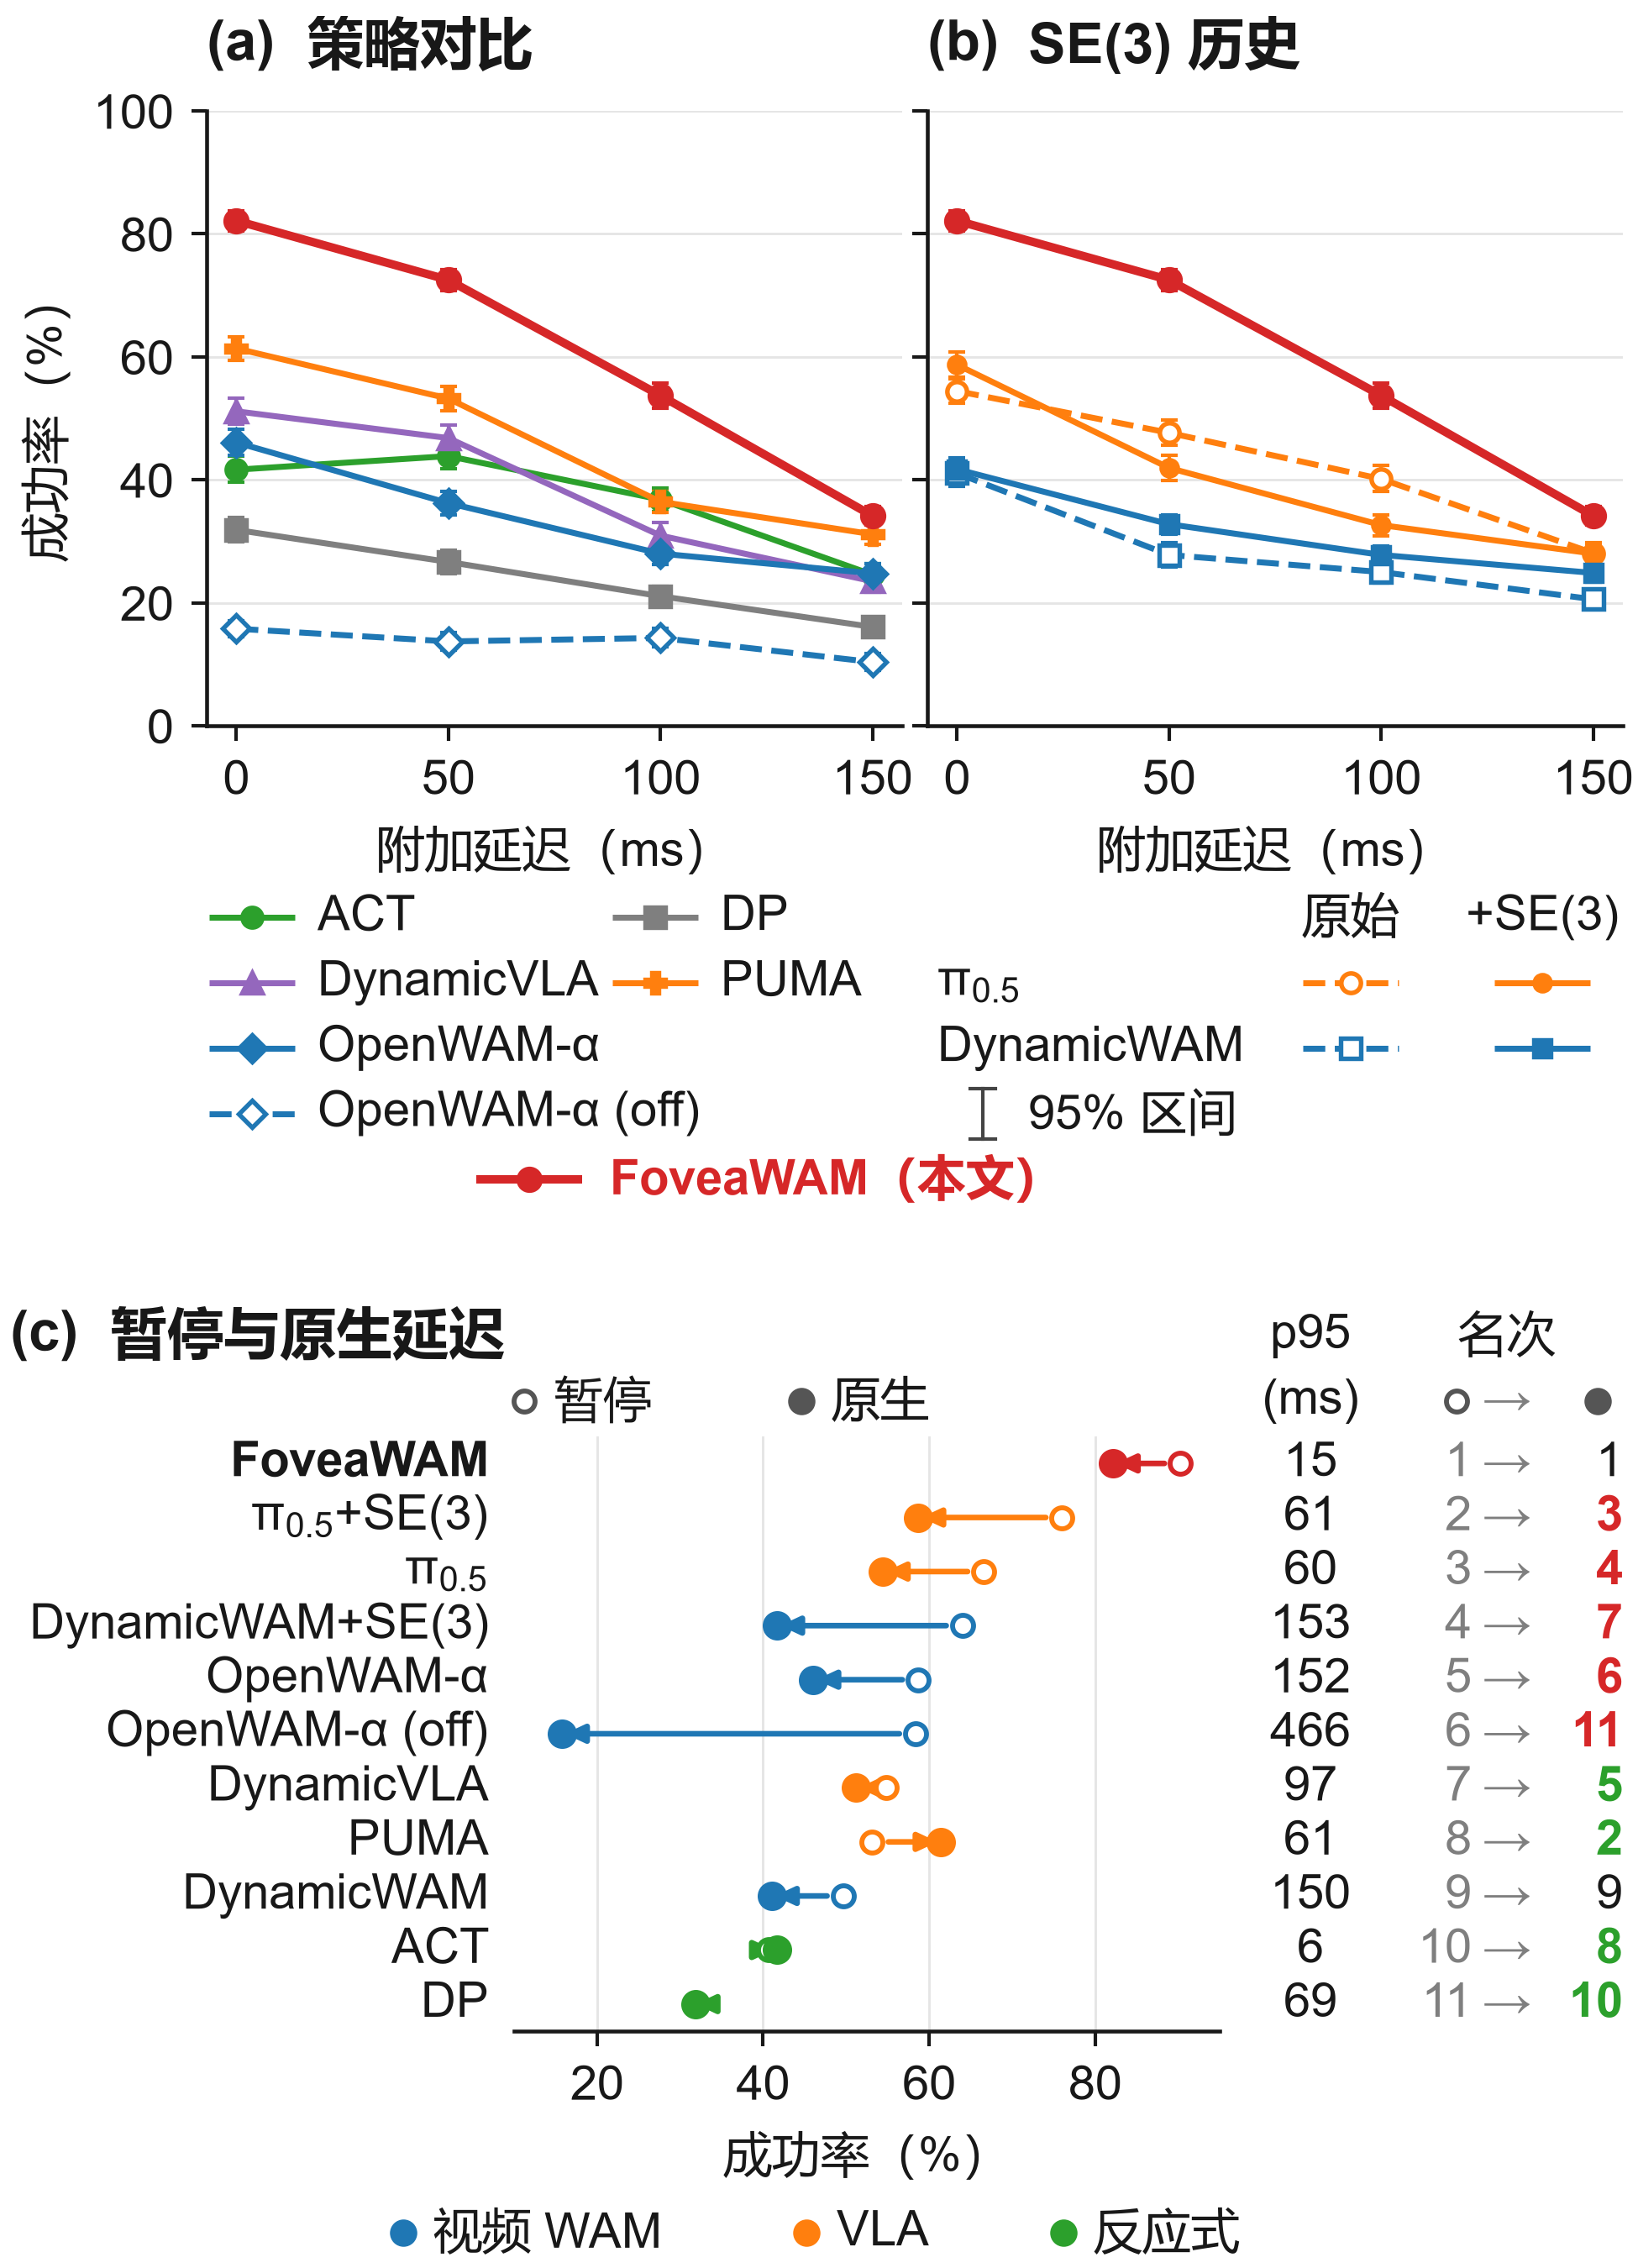 (a) 策略对比
(b) SE(3) 历史
成功率 (%)
100
80
60
40
20
0
0 50 100 150
0 50 100 150
附加延迟 (ms)
附加延迟 (ms)
ACT
DP
DynamicVLA
PUMA
OpenWAM-α
OpenWAM-α (off)
原始 +SE(3)
π0.5
DynamicWAM
95% 区间
FoveaWAM (本文)
(c) 暂停与原生延迟
p95 名次
暂停 原生 (ms) →
FoveaWAM 15 1 → 1
π0.5+SE(3) 61 2 → 3
π0.5 60 3 → 4
DynamicWAM+SE(3) 153 4 → 7
OpenWAM-α 152 5 → 6
OpenWAM-α (off) 466 6 → 11
DynamicVLA 97 7 → 5
PUMA 61 8 → 2
DynamicWAM 150 9 → 9
ACT 6 10 → 8
DP 69 11 → 10
20 40 60 80
成功率 (%)
视频 WAM VLA 反应式